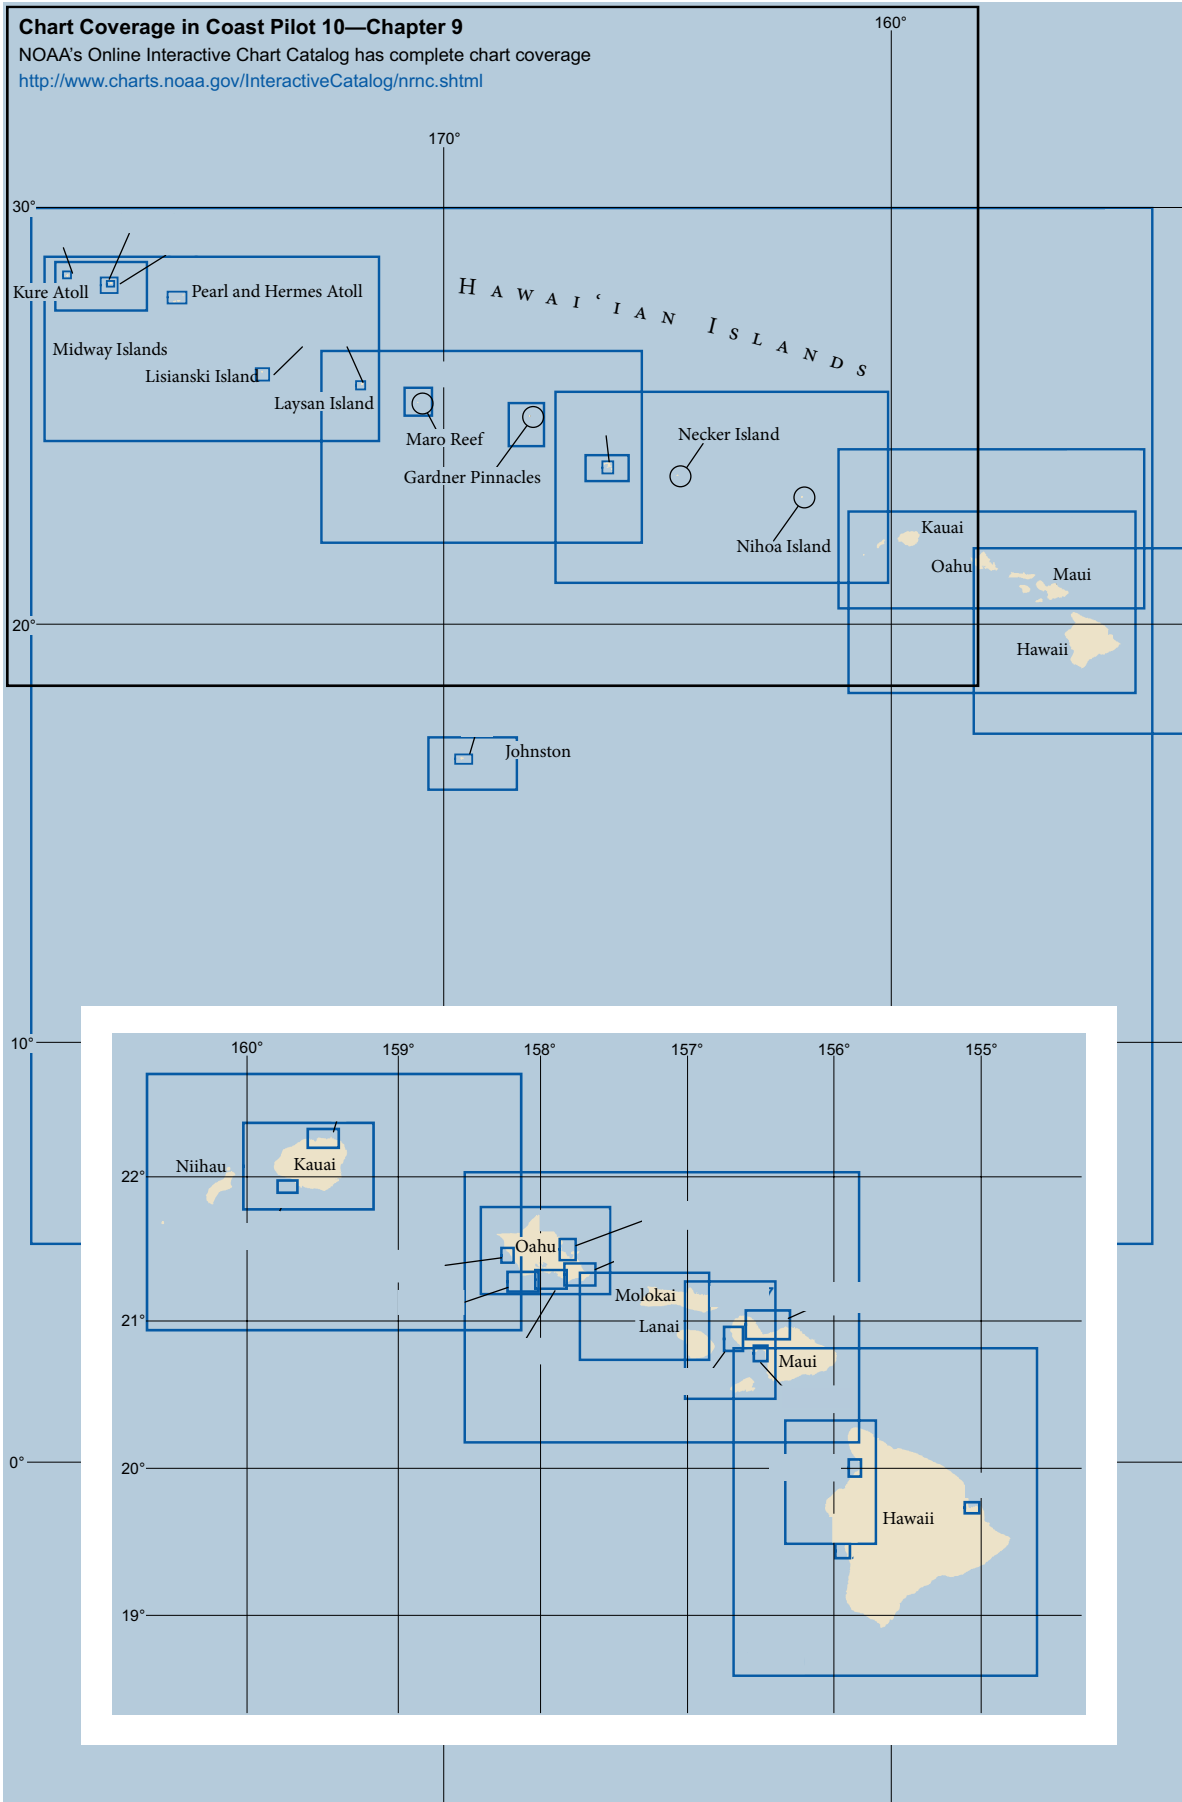 Chart Coverage in Coast Pilot 10—Chapter 9
NOAA's Online Interactive Chart Catalog has complete chart coverage
http://www.charts.noaa.gov/InteractiveCatalog/nrnc.shtml
160°
170°
30°
Hawai‘ian Islands
Kure Atoll
Pearl and Hermes Atoll
Midway Islands
Lisianski Island
Laysan Island
Maro Reef
Gardner Pinnacles
Necker Island
Nihoa Island
Kauai
Oahu
Maui
20°
Hawaii
Johnston
10°
160°
159°
158°
157°
156°
155°
Niihau
Kauai
22°
Oahu
Molokai
21°
Lanai
Maui
0°
20°
Hawaii
19°